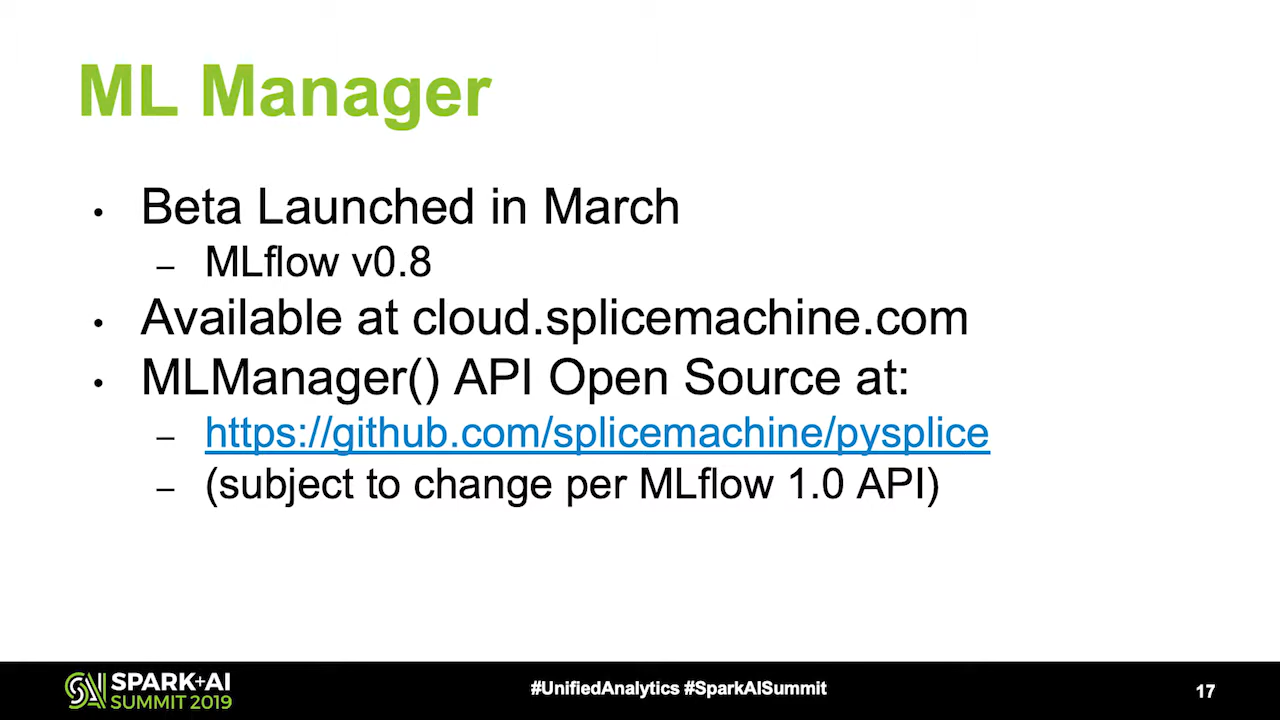 ML Manager
• Beta Launched in March
– MLflow v0.8
• Available at cloud.splicemachine.com
• MLManager() API Open Source at:
– https://github.com/splicemachine/pysplice
– (subject to change per MLflow 1.0 API)
SPARK+AI
SUMMIT 2019
#UnifiedAnalytics #SparkAISummit
17